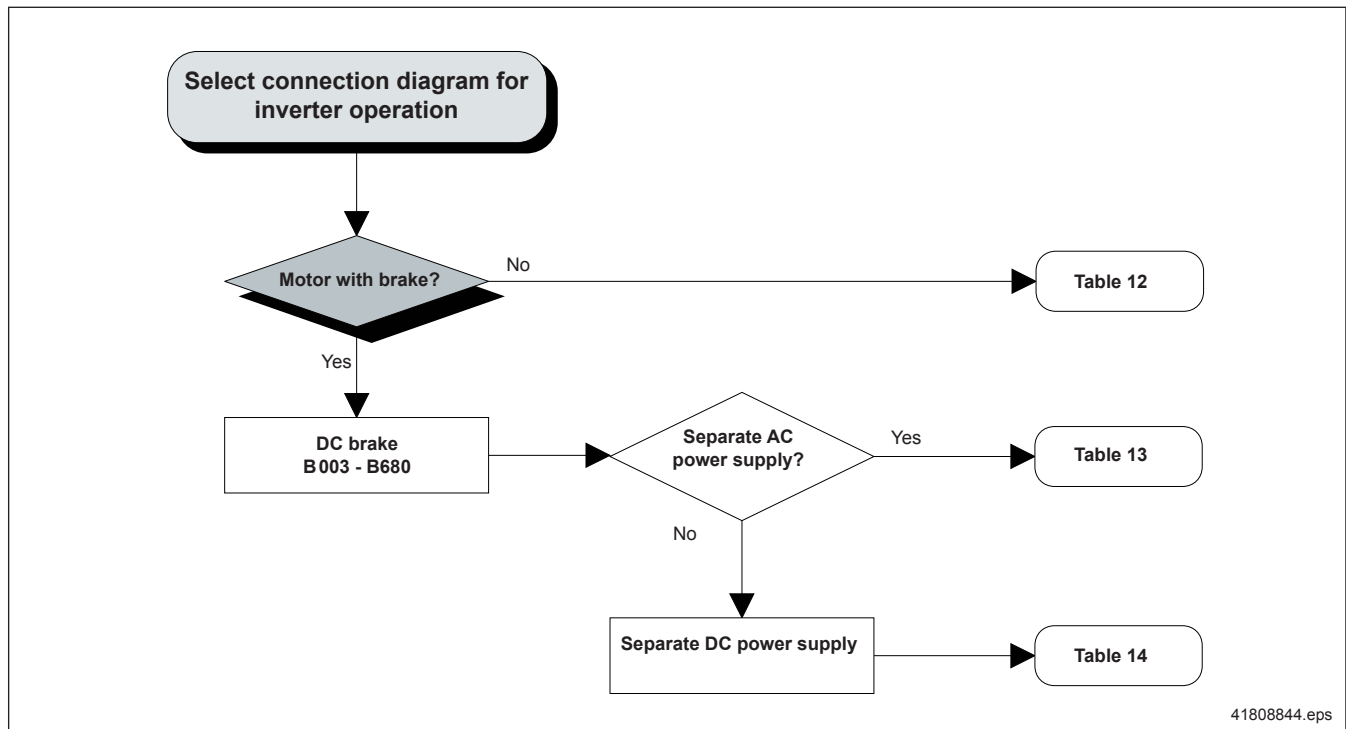 Select connection diagram for
inverter operation
Motor with brake?
No
Table 12
Yes
DC brake
B003 - B680
Separate AC
power supply?
Yes
Table 13
No
Separate DC power supply
Table 14
41808844.eps